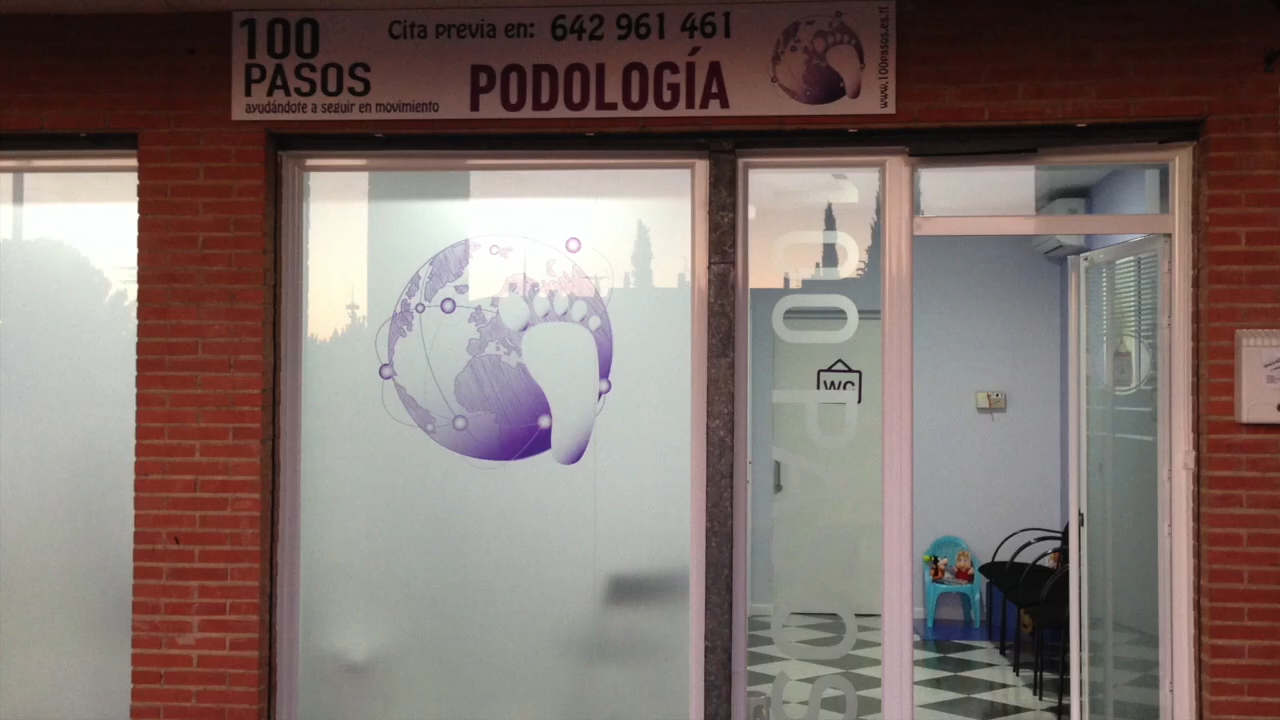 100
PASOS
ayudándote a seguir en movimiento
Cita previa en: 642 961 461
PODOLOGÍA
www.100pasos.es.tl
100 PASOS
WC